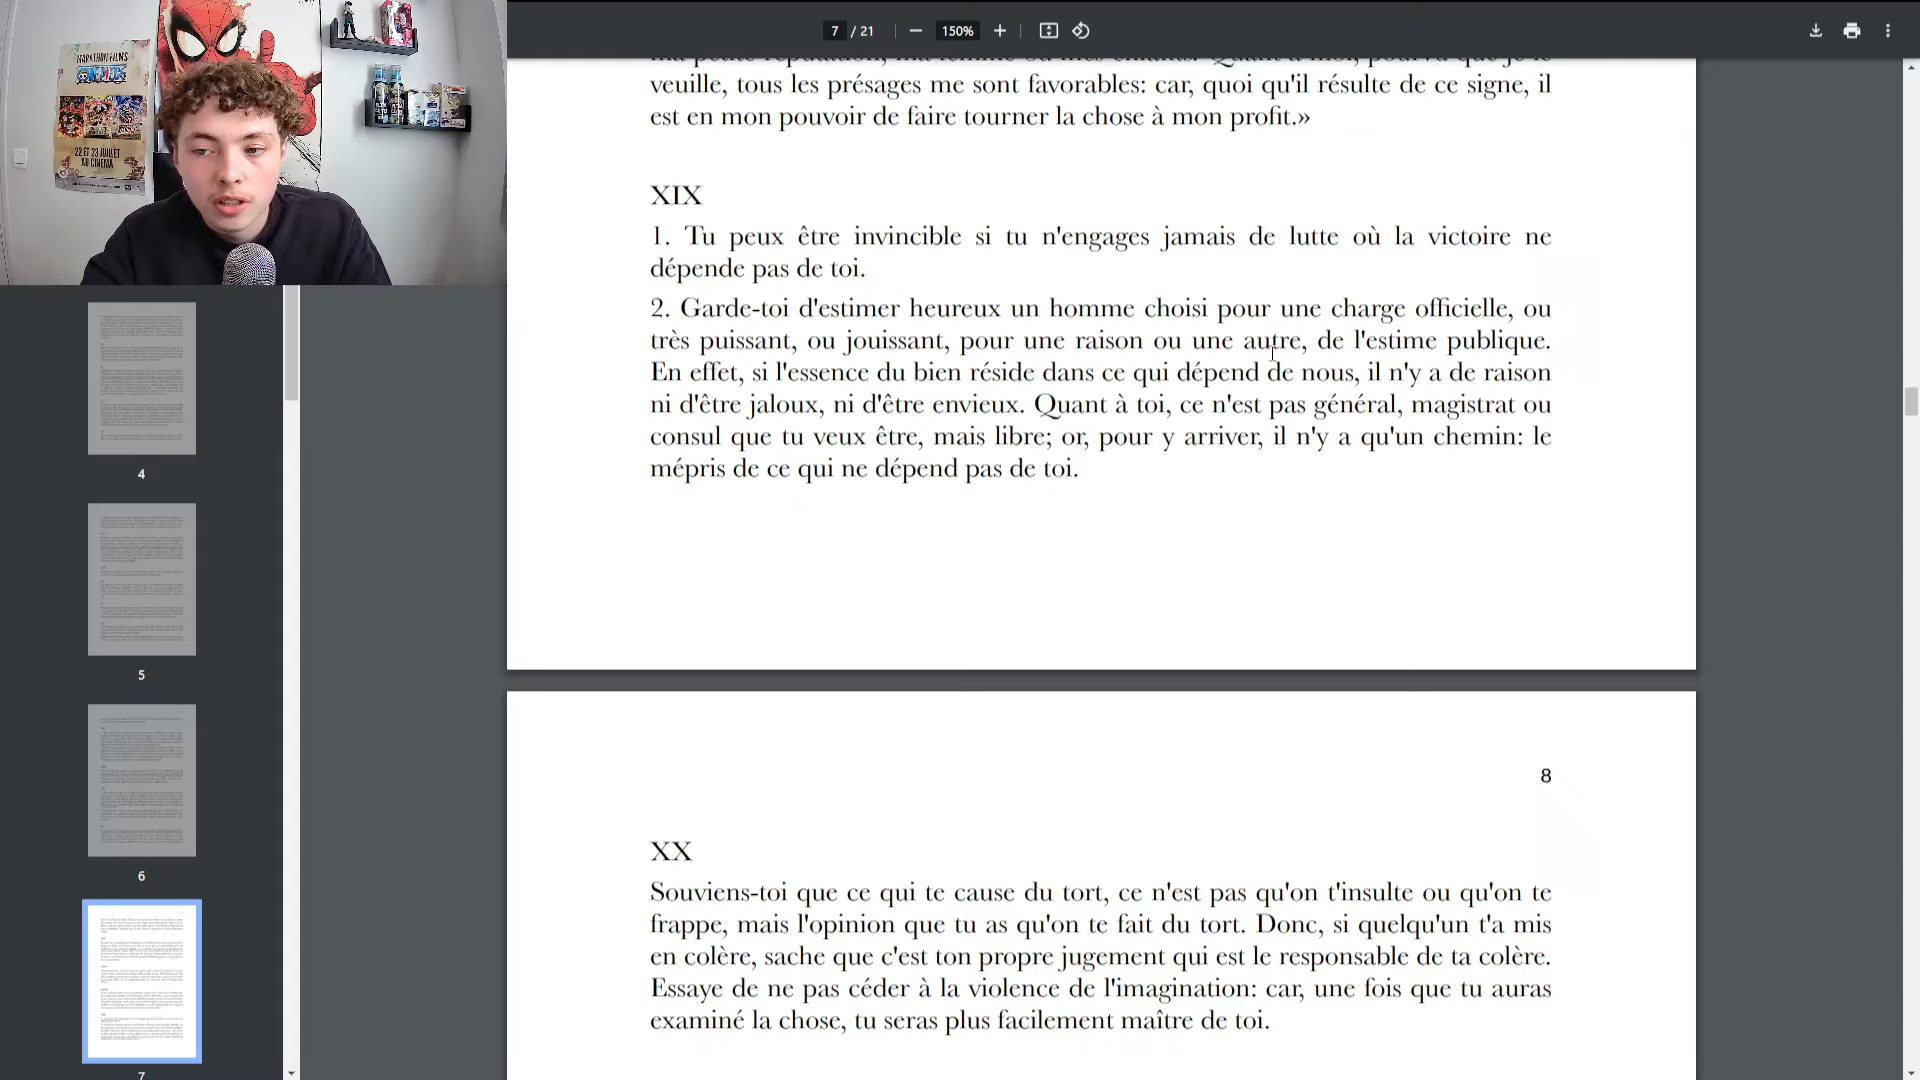 MARATHON FILMS
22 ET 23 JUILLET
AU CINEMA
7 / 21
150%
veuille, tous les présages me sont favorables: car, quoi qu'il résulte de ce signe, il
est en mon pouvoir de faire tourner la chose à mon profit.»
XIX
1. Tu peux être invincible si tu n'engages jamais de lutte où la victoire ne
dépende pas de toi.
2. Garde-toi d'estimer heureux un homme choisi pour une charge officielle, ou
très puissant, ou jouissant, pour une raison ou une autre, de l'estime publique.
En effet, si l'essence du bien réside dans ce qui dépend de nous, il n'y a de raison
ni d'être jaloux, ni d'être envieux. Quant à toi, ce n'est pas général, magistrat ou
consul que tu veux être, mais libre; or, pour y arriver, il n'y a qu'un chemin: le
mépris de ce qui ne dépend pas de toi.
8
XX
Souviens-toi que ce qui te cause du tort, ce n'est pas qu'on t'insulte ou qu'on te
frappe, mais l'opinion que tu as qu'on te fait du tort. Donc, si quelqu'un t'a mis
en colère, sache que c'est ton propre jugement qui est le responsable de ta colère.
Essaye de ne pas céder à la violence de l'imagination: car, une fois que tu auras
examiné la chose, tu seras plus facilement maître de toi.
4
5
6
7